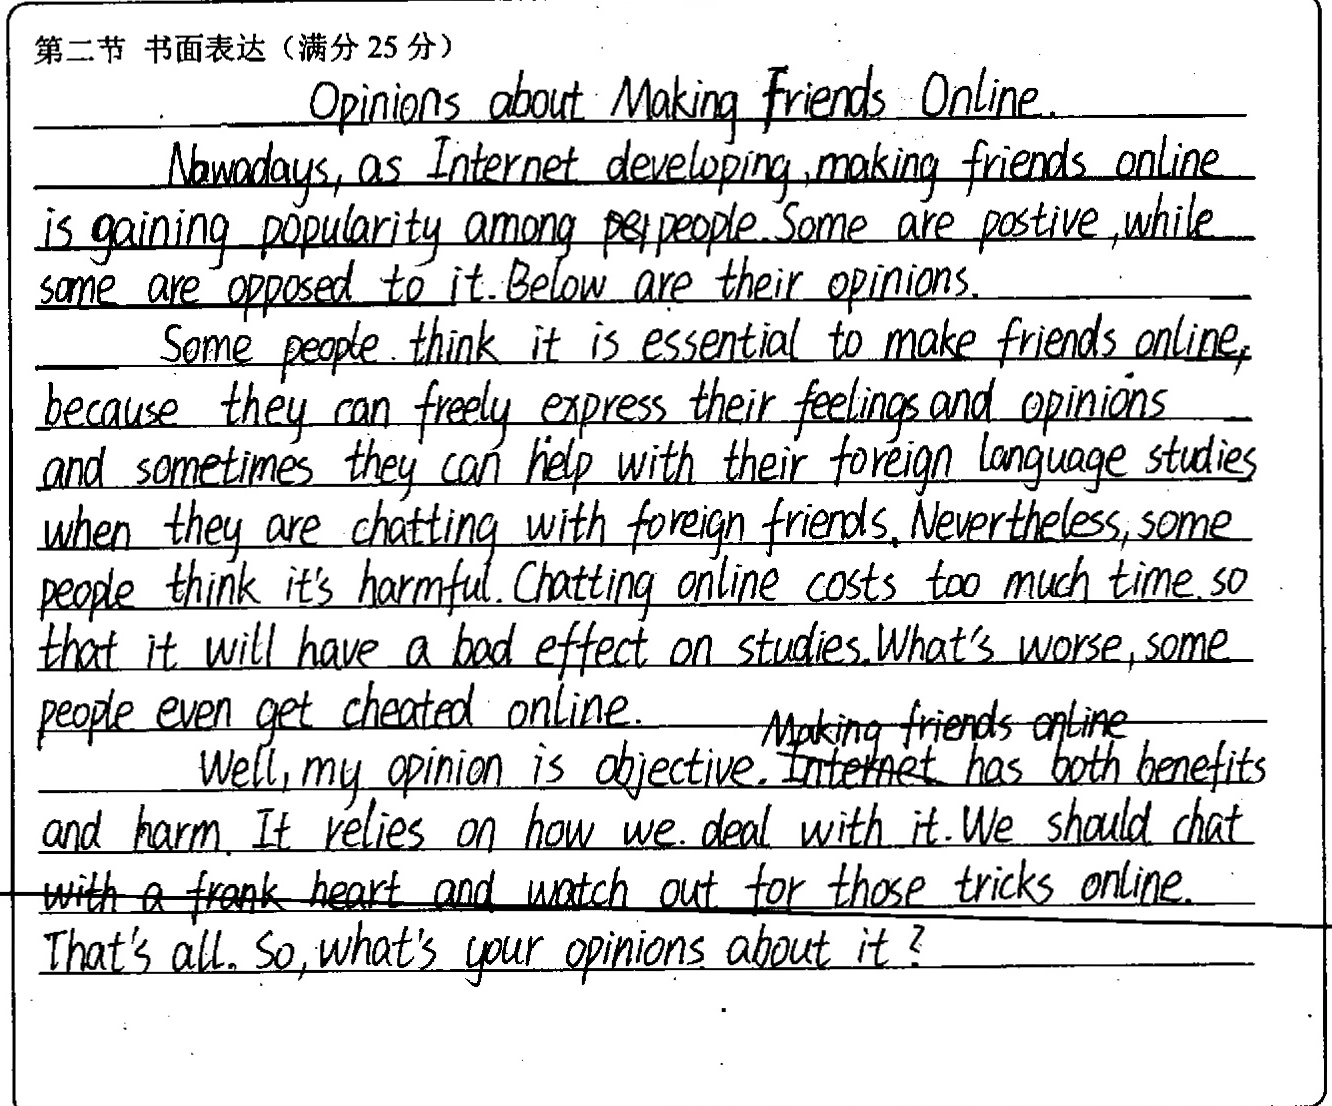 第二节 书面表达（满分 25 分）
Opinions about Making Friends Online.
Nowadays, as Internet developing, making friends online
is gaining popularity among people. Some are postive, while
some are opposed to it. Below are their opinions.
Some people think it is essential to make friends online,
because they can freely express their feelings and opinions
and sometimes they can help with their foreign language studies
when they are chatting with foreign friends. Nevertheless, some
people think it's harmful. Chatting online costs too much time. so
that it will have a bad effect on studies. What's worse, some
people even get cheated online.
Making friends online
Well, my opinion is objective. Internet has both benefits
and harm. It relies on how we deal with it. We should chat
with a frank heart and watch out for those tricks online.
That's all. So, what's your opinions about it?